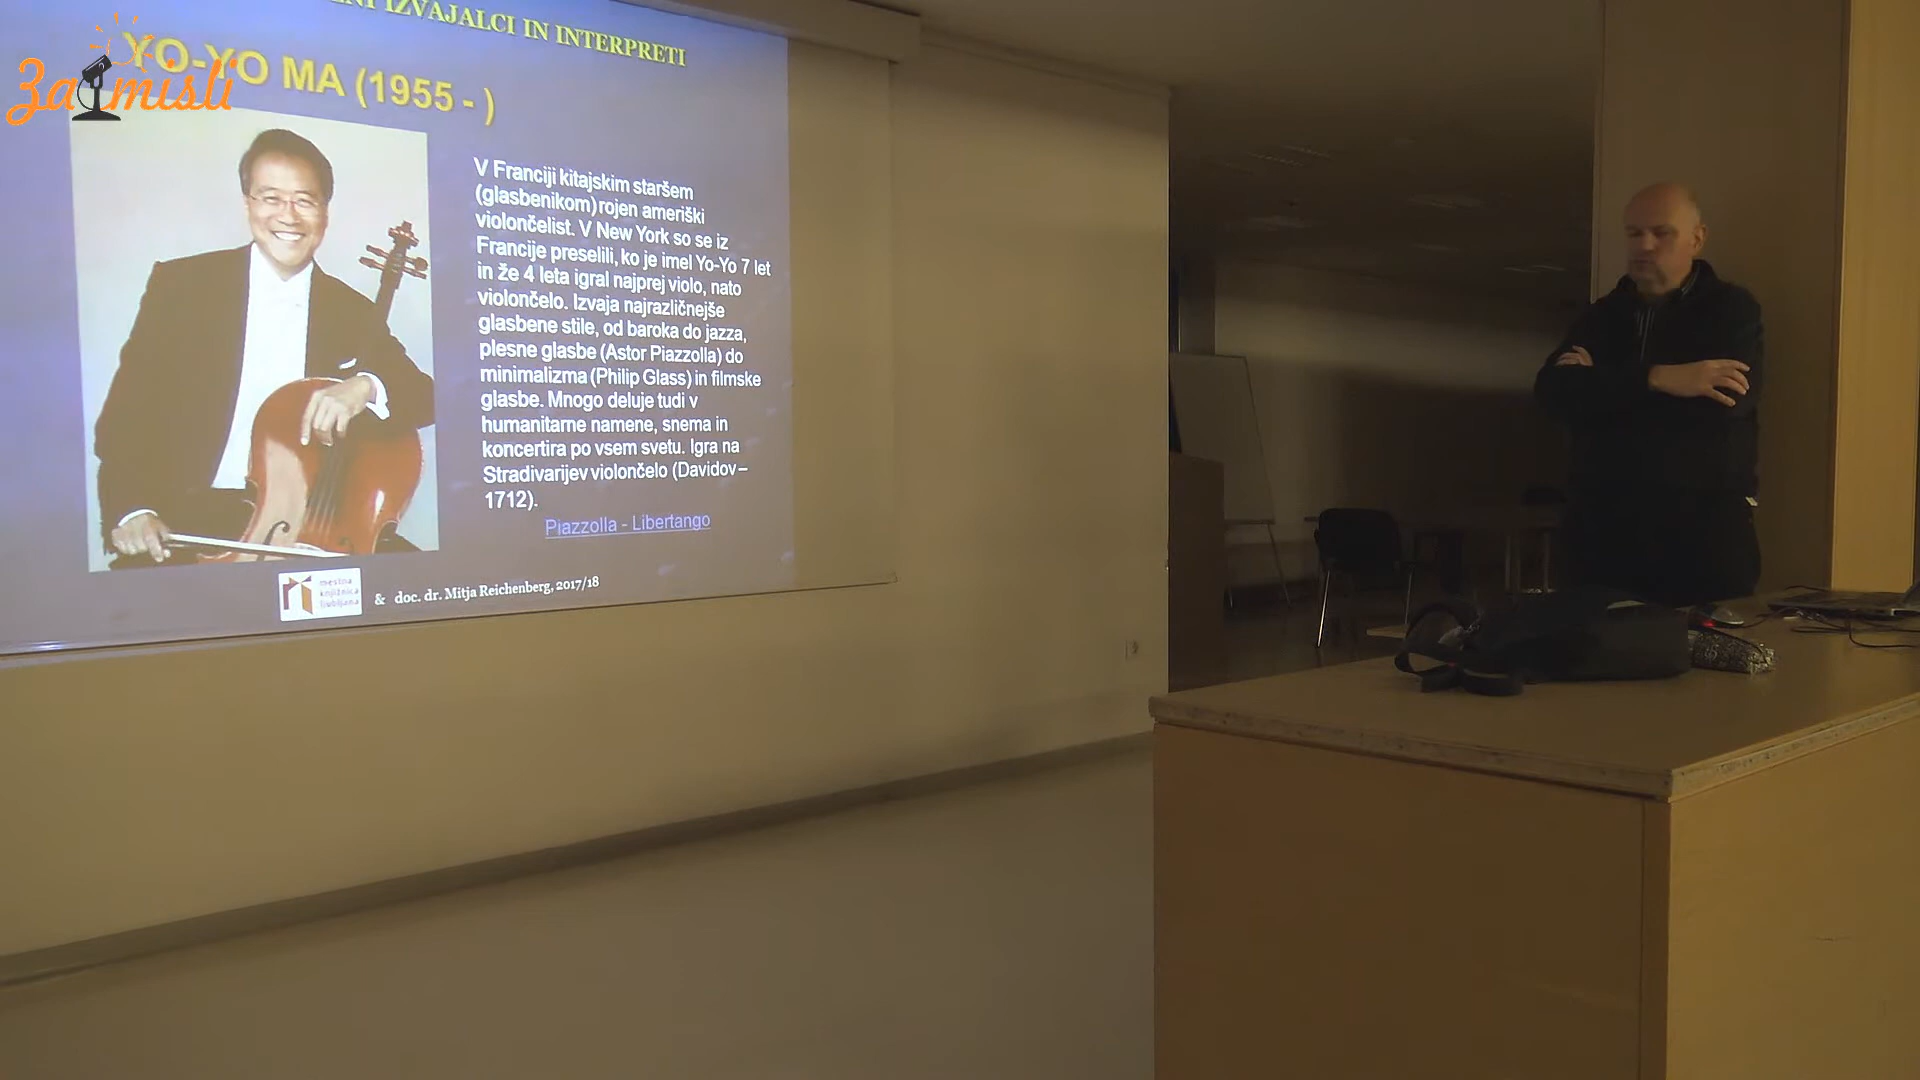 IZVAJALCI IN INTERPRETI
YO-YO MA (1955 - )
Zamisli
V Franciji kitajskim staršem
(glasbenikom) rojen ameriški
violončelist. V New York so se iz
Francije preselili, ko je imel Yo-Yo 7 let
in že 4 leta igral najprej violo, nato
violončelo. Izvaja najrazličnejše
glasbene stile, od baroka do jazza,
plesne glasbe (Astor Piazzolla) do
minimalizma (Philip Glass) in filmske
glasbe. Mnogo deluje tudi v
humanitarne namene, snema in
koncertira po vsem svetu. Igra na
Stradivarijev violončelo (Davidov –
1712).
Piazzolla - Libertango
mestna
knjižnica
ljubljana
& doc. dr. Mitja Reichenberg, 2017/18